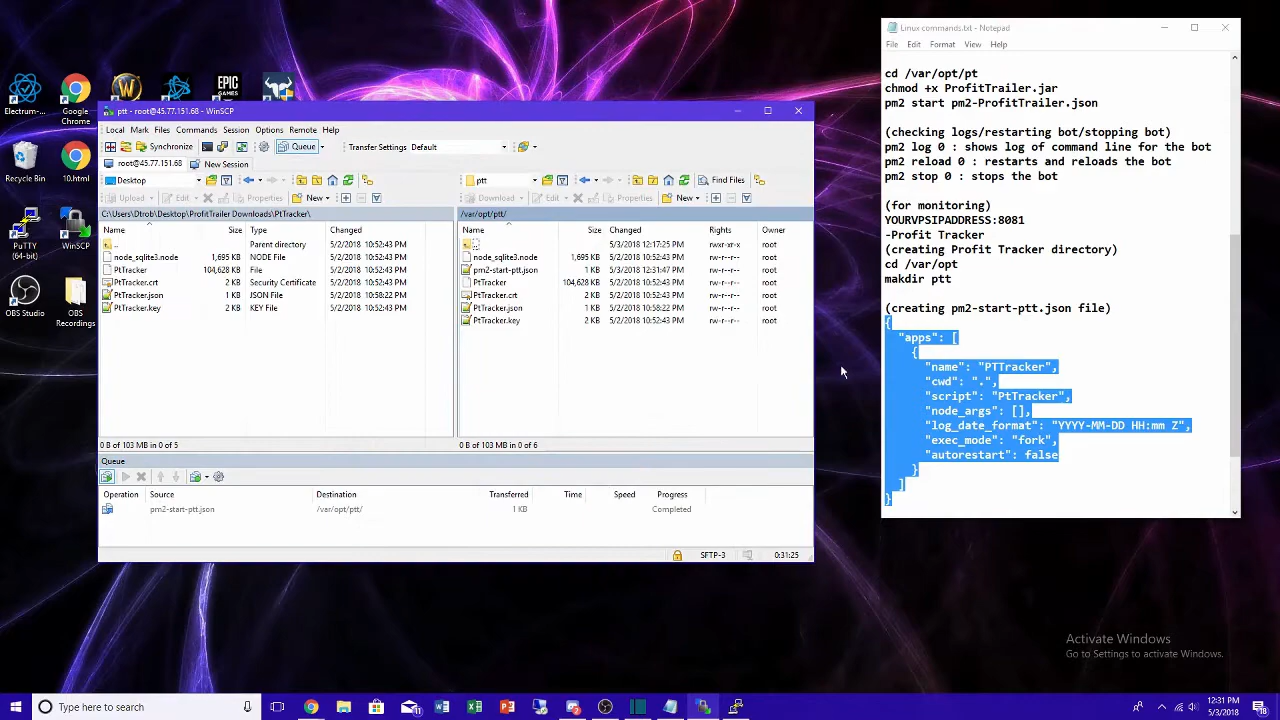 Linux-commands.txt - Notepad
File Edit Format View Help
cd /var/opt/pt
chmod +x ProfitTrailer.jar
pm2 start pm2-ProfitTrailer.json
(checking logs/restarting bot/stopping bot)
pm2 log 0 : shows log of command line for the bot
pm2 reload 0 : restarts and reloads the bot
pm2 stop 0 : stops the bot
(for monitoring)
YOURVPSIPADDRESS:8081
-Profit Tracker
(creating Profit Tracker directory)
cd /var/opt
makdir ptt
(creating pm2-start-ptt.json file)
{
"apps": [
{
"name": "PTTracker",
"cwd": ".",
"script": "PtTracker",
"node_args": [],
"log_date_format": "YYYY-MM-DD HH:mm Z",
"exec_mode": "fork",
"autorestart": false
}
]
}
Electrum-...
Google Chrome
EPIC GAMES
Recycle Bin
10.html
PuTTY (64-bit)
WinSCP
OBS Studio
OBS Recordings
ptt - root@45.77.151.68 - WinSCP
Local Mark Files Commands Session Options Remote Help
Synchronize Queue Transfer Settings Default
root@45.77.151.68 New Session
Desktop
ptt Find Files
Upload Edit Properties New
Download Edit Properties New
C:\Users\Dtrob\Desktop\ProfitTrailer Downloads\PtTracker\
/var/opt/ptt/
Name Size Type Changed
.. Parent directory 5/2/2018 10:52:43 PM
node_sqlite3.node 1,695 KB NODE File 5/2/2018 10:52:43 PM
PtTracker 104,628 KB File 5/2/2018 10:52:43 PM
PtTracker.crt 2 KB Security Certificate 5/2/2018 10:52:43 PM
PtTracker.json 1 KB JSON File 5/2/2018 10:58:22 PM
PtTracker.key 2 KB KEY File 5/2/2018 10:52:43 PM
0 B of 103 MB in 0 of 5
Name Size Changed Rights Owner
.. 5/3/2018 12:17:25 PM rwxr-xr-x root
node_sqlite3.node 1,695 KB 5/2/2018 10:52:43 PM rw-r--r-- root
pm2-start-ptt.json 1 KB 5/3/2018 12:31:47 PM rw-r--r-- root
PtTracker 104,628 KB 5/2/2018 10:52:43 PM rw-r--r-- root
PtTracker.crt 2 KB 5/2/2018 10:52:43 PM rw-r--r-- root
PtTracker.json 1 KB 5/2/2018 10:58:22 PM rw-r--r-- root
PtTracker.key 2 KB 5/2/2018 10:52:43 PM rw-r--r-- root
0 B of 103 MB in 0 of 6
Queue
Operation Source Destination Transferred Time Speed Progress
pm2-start-ptt.json /var/opt/ptt/ 1 KB Completed
SFTP-3 0:31:25
Activate Windows
Go to Settings to activate Windows.
Type here to search
12:31 PM
5/3/2018
18